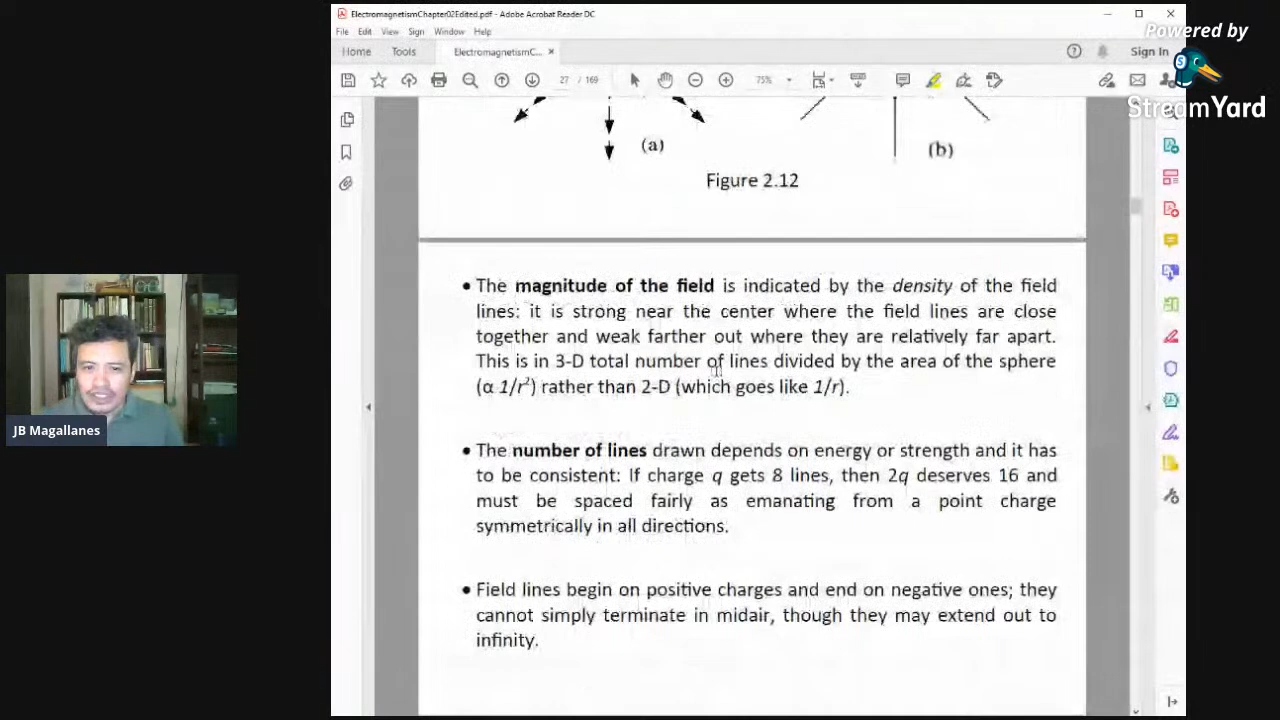 ElectromagnetismChapter02Edited.pdf - Adobe Acrobat Reader DC
File Edit View Sign Window Help
Home Tools ElectromagnetismC... × Sign In
27 / 169 75%
Powered by
StreamYard
(a) (b)
Figure 2.12
• The magnitude of the field is indicated by the density of the field
lines: it is strong near the center where the field lines are close
together and weak farther out where they are relatively far apart.
This is in 3-D total number of lines divided by the area of the sphere
(α 1/r²) rather than 2-D (which goes like 1/r).
• The number of lines drawn depends on energy or strength and it has
to be consistent: If charge q gets 8 lines, then 2q deserves 16 and
must be spaced fairly as emanating from a point charge
symmetrically in all directions.
• Field lines begin on positive charges and end on negative ones; they
cannot simply terminate in midair, though they may extend out to
infinity.
JB Magallanes